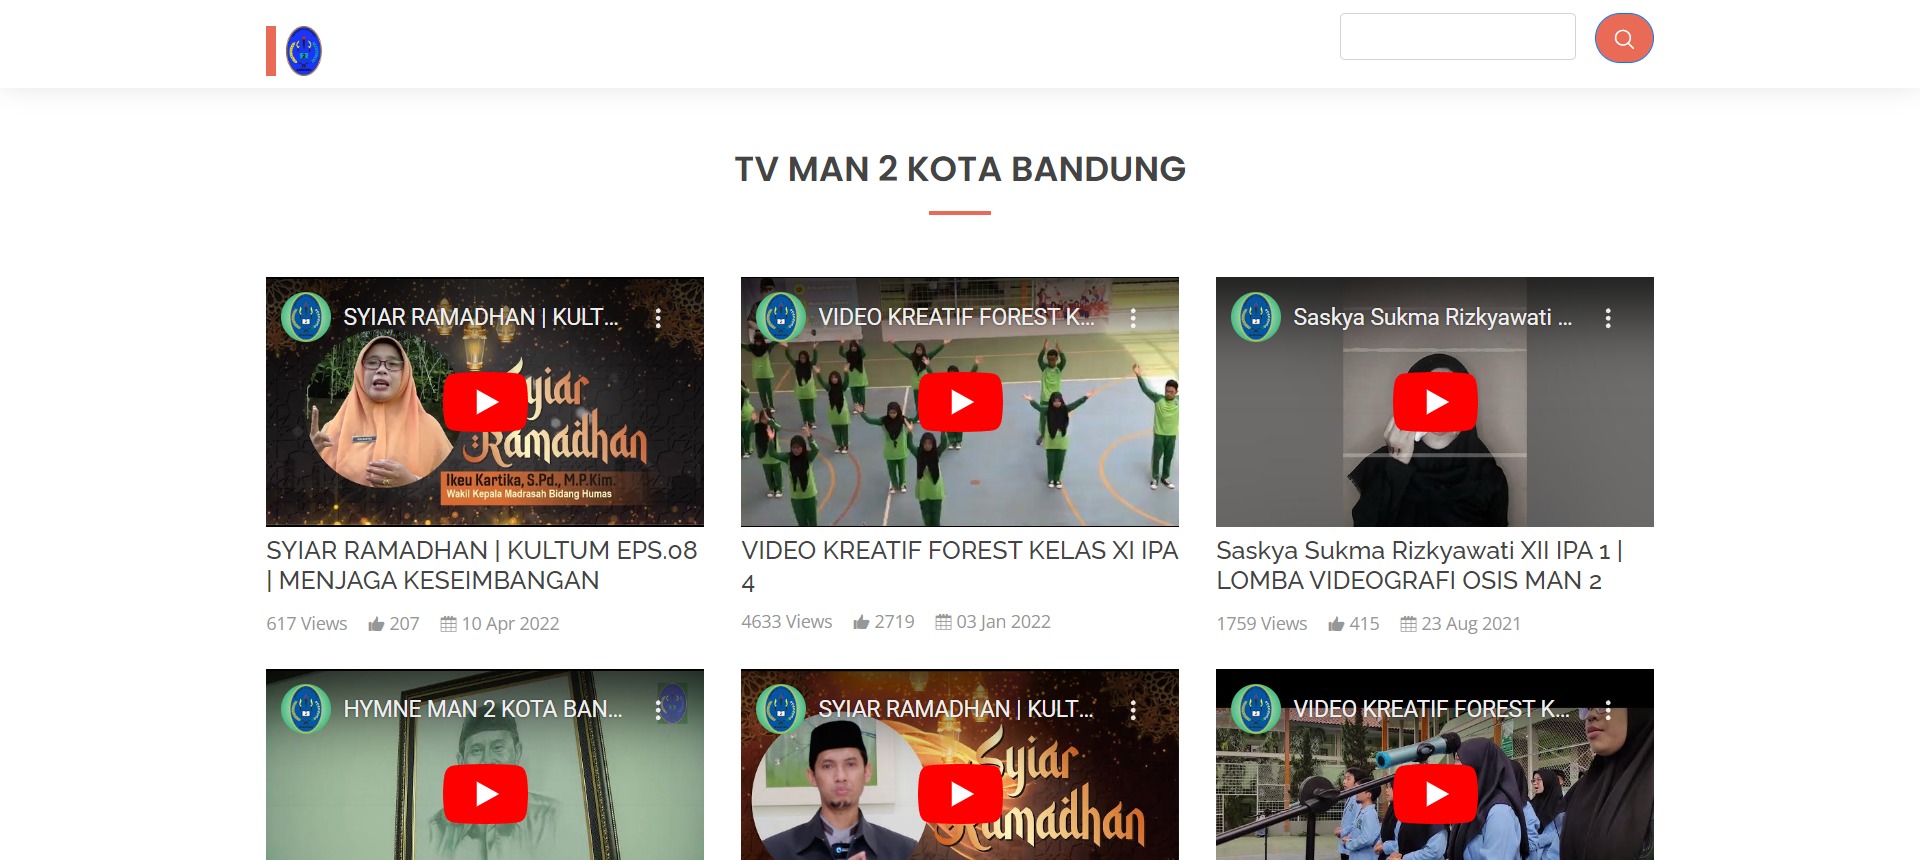 TV MAN 2 KOTA BANDUNG
SYIAR RAMADHAN | KULT...
Syiar
Ramadhan
Ikeu Kartika, S.Pd., M.P.Kim.
Wakil Kepala Madrasah Bidang Humas
SYIAR RAMADHAN | KULTUM EPS.08
| MENJAGA KESEIMBANGAN
617 Views 207 10 Apr 2022
VIDEO KREATIF FOREST K...
VIDEO KREATIF FOREST KELAS XI IPA
4
4633 Views 2719 03 Jan 2022
Saskya Sukma Rizkyawati ...
Saskya Sukma Rizkyawati XII IPA 1 |
LOMBA VIDEOGRAFI OSIS MAN 2
1759 Views 415 23 Aug 2021
HYMNE MAN 2 KOTA BAN...
SYIAR RAMADHAN | KULT...
Syiar
Ramadhan
VIDEO KREATIF FOREST K...